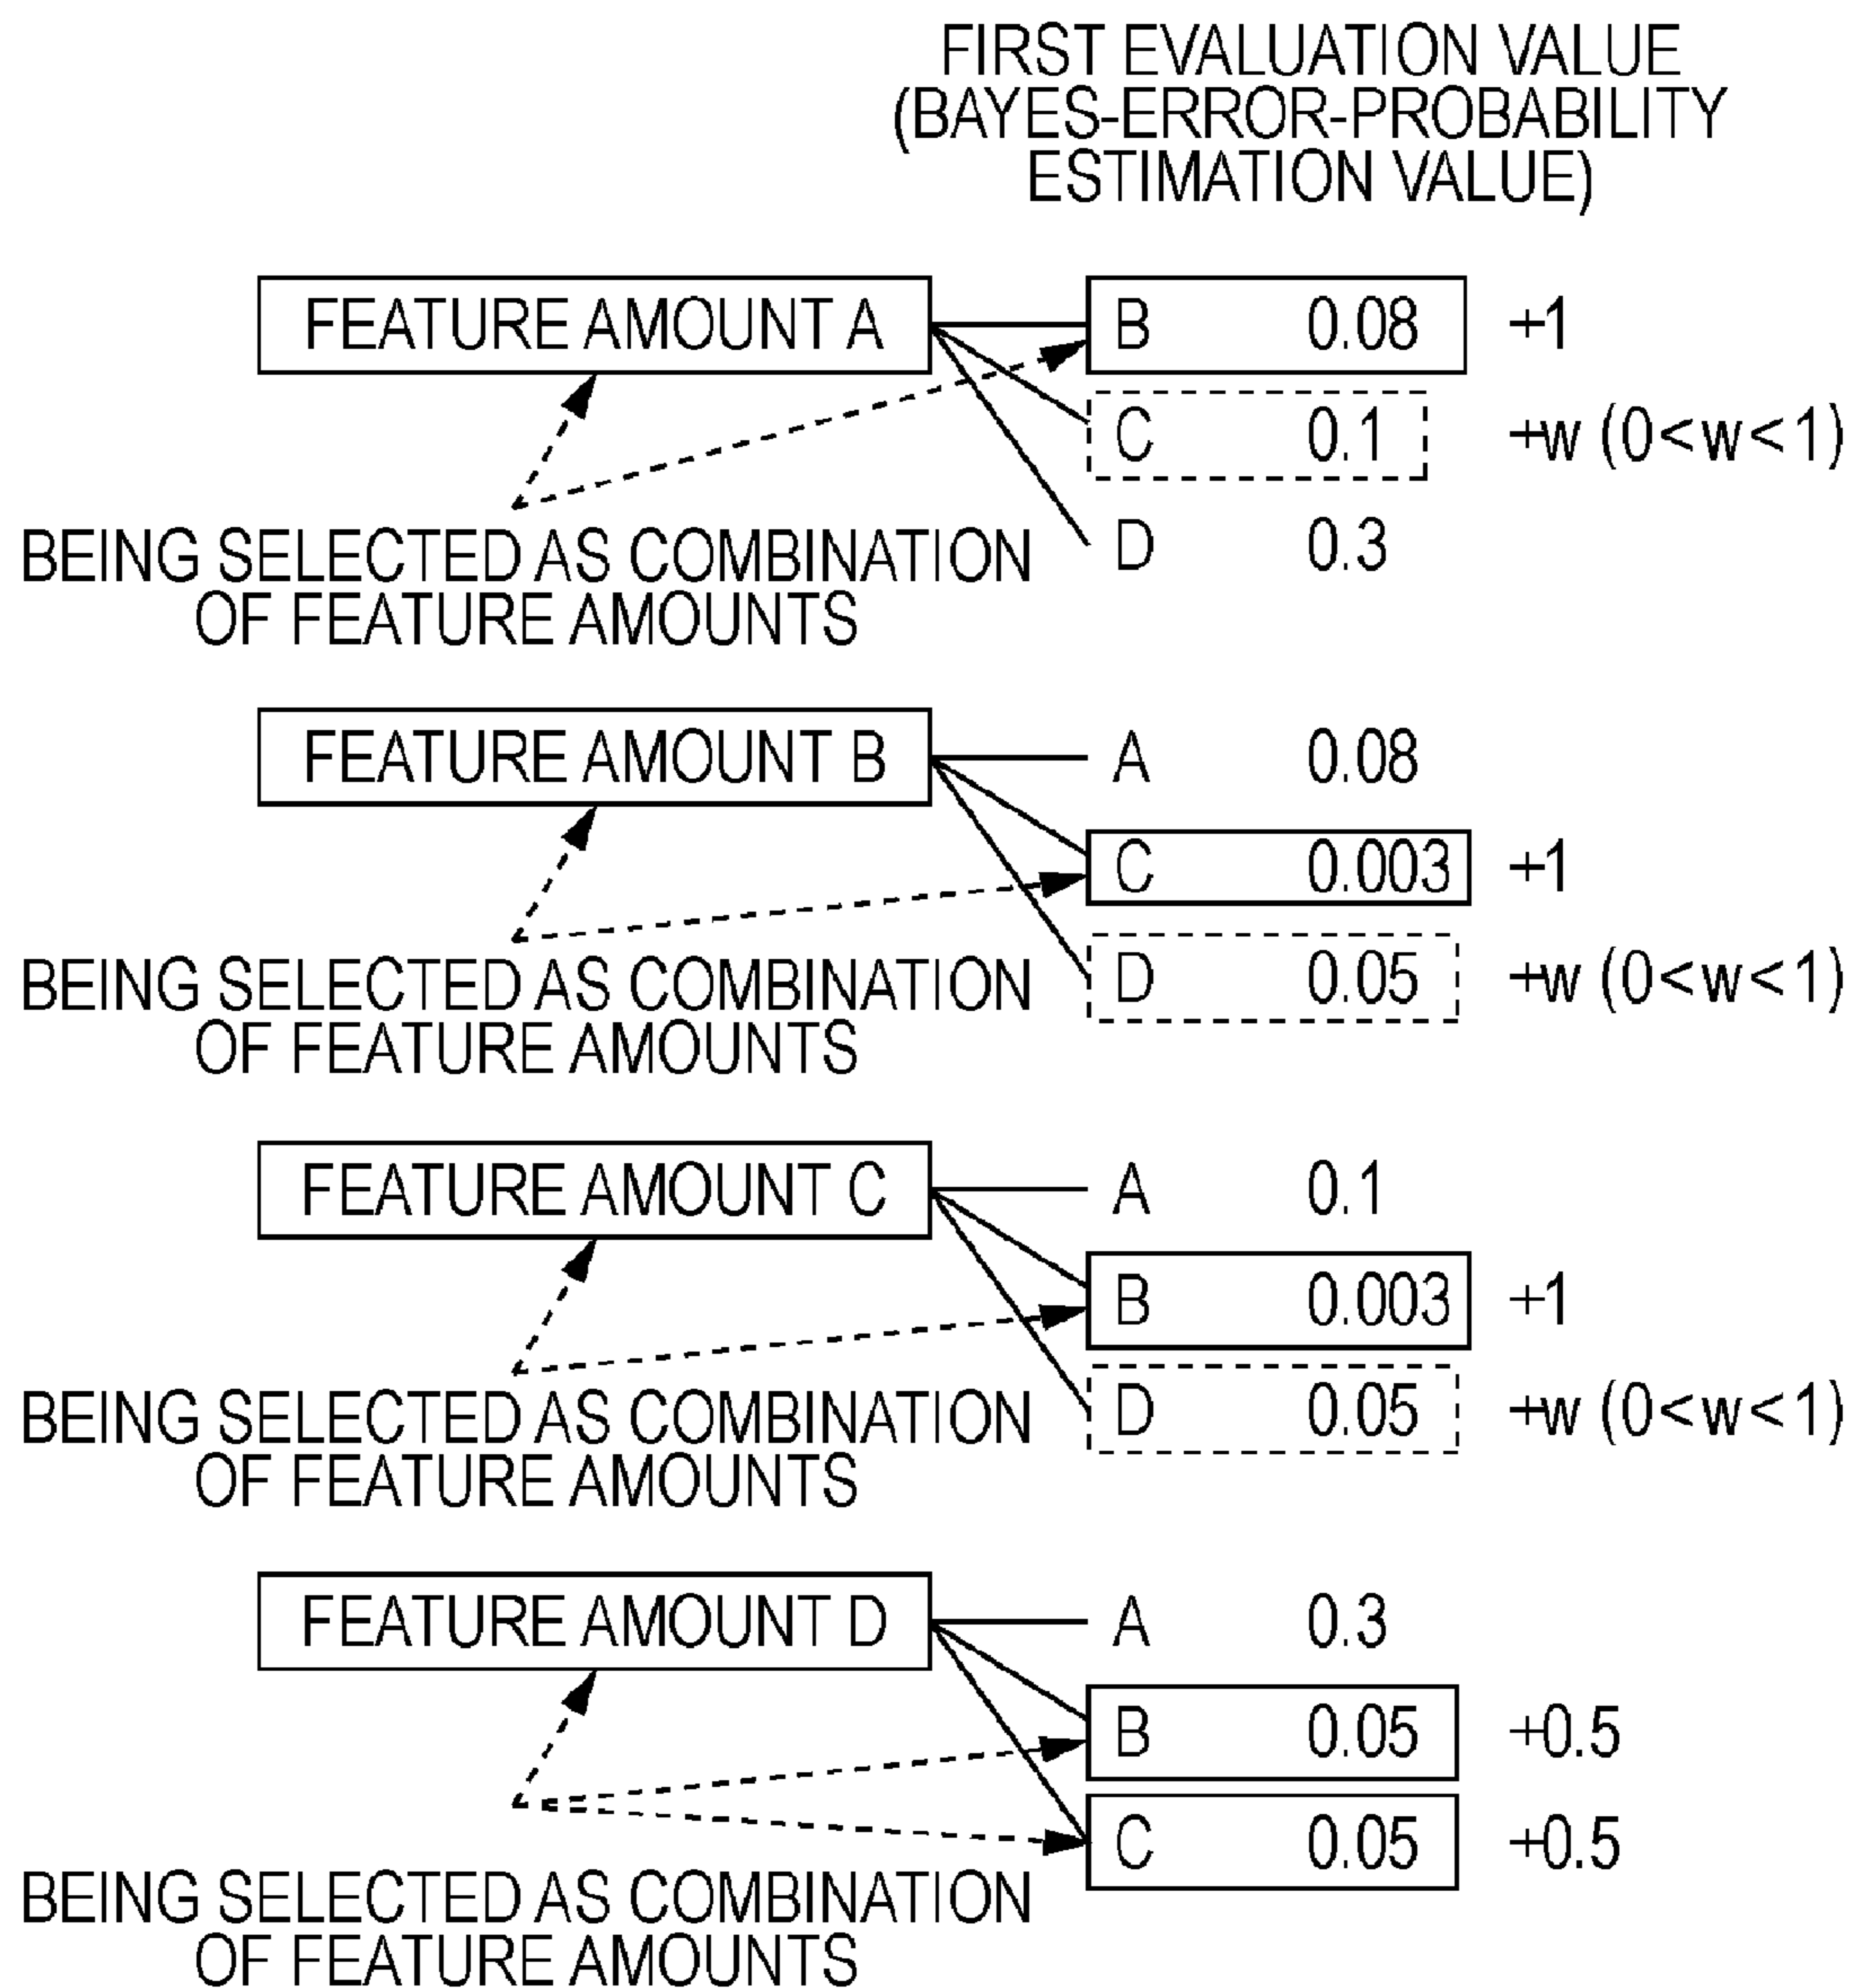 FIRST EVALUATION VALUE
(BAYES-ERROR-PROBABILITY
ESTIMATION VALUE)
FEATURE AMOUNT A
B 0.08 +1
C 0.1 +w (0<w<1)
D 0.3
BEING SELECTED AS COMBINATION
OF FEATURE AMOUNTS
FEATURE AMOUNT B
A 0.08
C 0.003 +1
D 0.05 +w (0<w<1)
BEING SELECTED AS COMBINATION
OF FEATURE AMOUNTS
FEATURE AMOUNT C
A 0.1
B 0.003 +1
D 0.05 +w (0<w<1)
BEING SELECTED AS COMBINATION
OF FEATURE AMOUNTS
FEATURE AMOUNT D
A 0.3
B 0.05 +0.5
C 0.05 +0.5
BEING SELECTED AS COMBINATION
OF FEATURE AMOUNTS